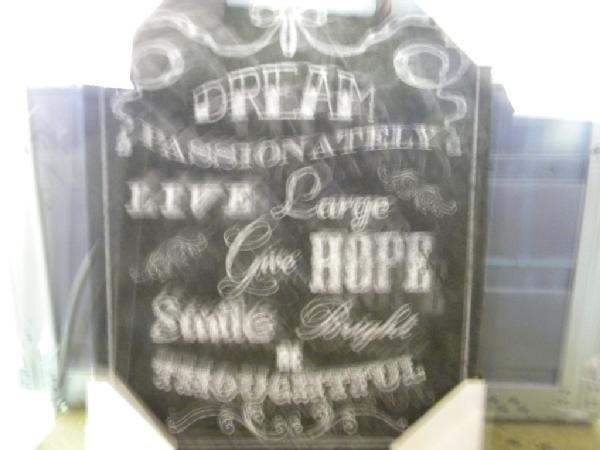 DREAM
PASSIONATELY
LIVE Large
Give HOPE
Smile Bright
BE
THOUGHTFUL